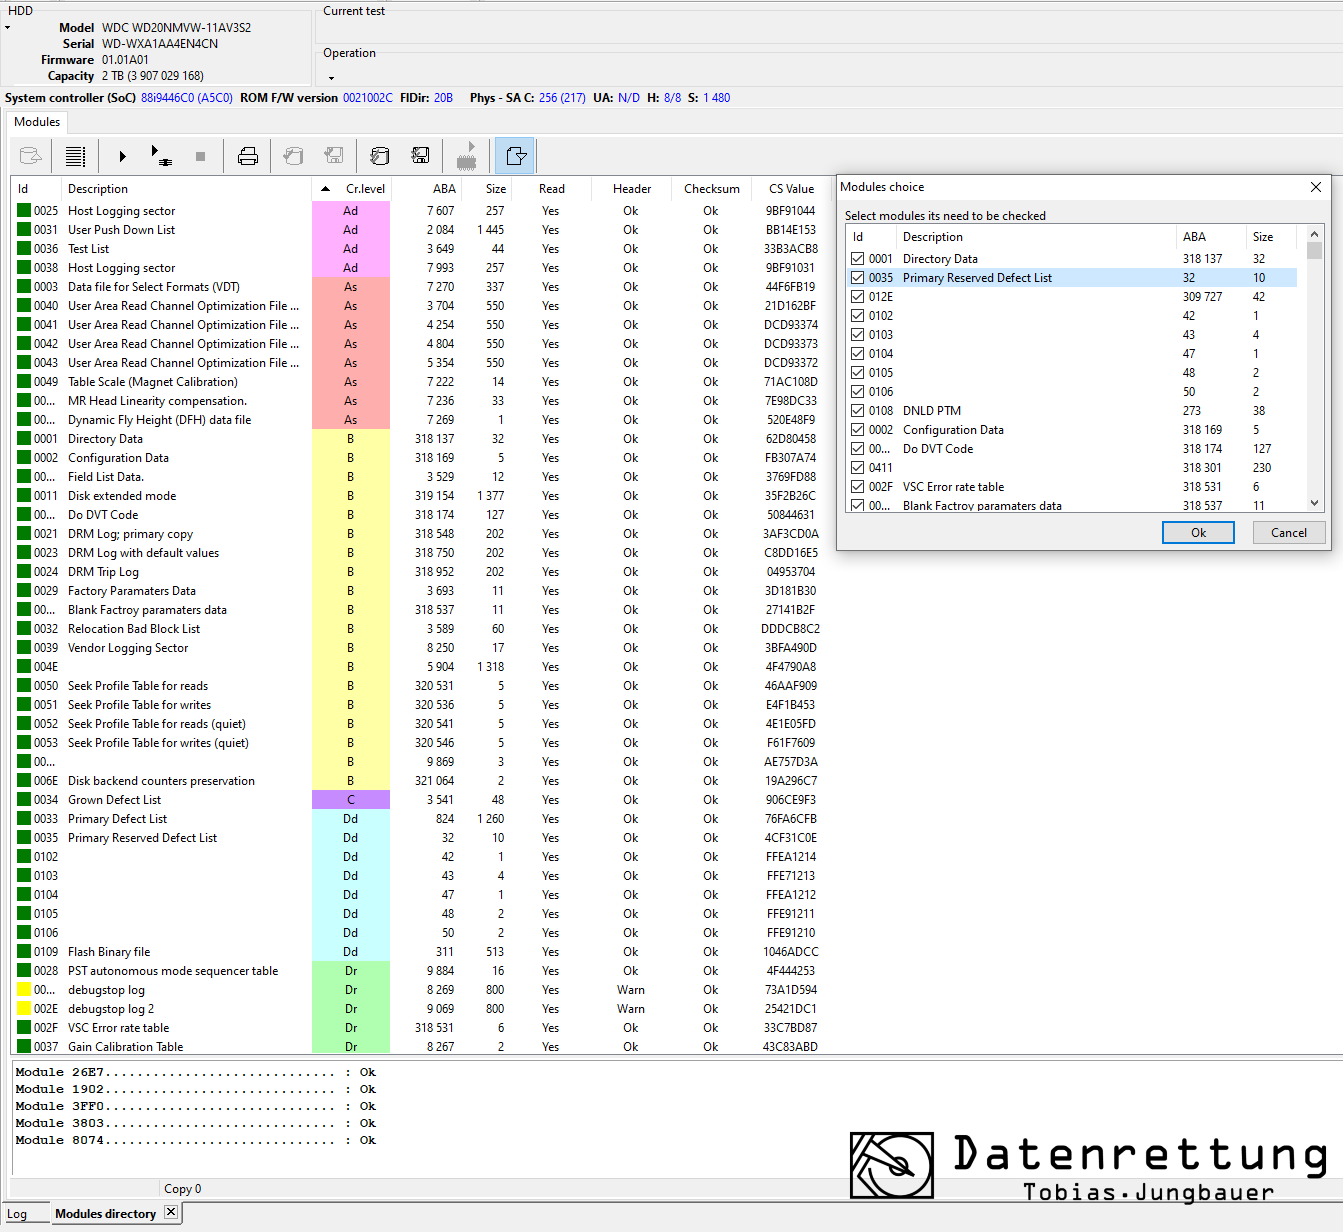 HDD
Model WDC WD20NMVW-11AV3S2
Serial WD-WXA1AA4EN4CN
Firmware 01.01A01
Capacity 2 TB (3 907 029 168)
Current test
Operation
System controller (SoC) 88i9446C0 (A5C0) ROM F/W version 0021002C FIDir: 20B Phys - SA C: 256 (217) UA: N/D H: 8/8 S: 1 480
Modules
Id Description Cr.level ABA Size Read Header Checksum CS Value
0025 Host Logging sector Ad 7 607 257 Yes Ok Ok 9BF91044
0031 User Push Down List Ad 2 084 1 445 Yes Ok Ok BB14E153
0036 Test List Ad 3 649 44 Yes Ok Ok 33B3ACB8
0038 Host Logging sector Ad 7 993 257 Yes Ok Ok 9BF91031
0003 Data file for Select Formats (VDT) As 7 270 337 Yes Ok Ok 44F6FB19
0040 User Area Read Channel Optimization File ... As 3 704 550 Yes Ok Ok 21D162BF
0041 User Area Read Channel Optimization File ... As 4 254 550 Yes Ok Ok DCD93374
0042 User Area Read Channel Optimization File ... As 4 804 550 Yes Ok Ok DCD93373
0043 User Area Read Channel Optimization File ... As 5 354 550 Yes Ok Ok DCD93372
0049 Table Scale (Magnet Calibration) As 7 222 14 Yes Ok Ok 71AC108D
00... MR Head Linearity compensation. As 7 236 33 Yes Ok Ok 7E98DC33
00... Dynamic Fly Height (DFH) data file As 7 269 1 Yes Ok Ok 520E48F9
0001 Directory Data B 318 137 32 Yes Ok Ok 62D80458
0002 Configuration Data B 318 169 5 Yes Ok Ok FB307A74
00... Field List Data. B 3 529 12 Yes Ok Ok 3769FD88
0011 Disk extended mode B 319 154 1 377 Yes Ok Ok 35F2B26C
00... Do DVT Code B 318 174 127 Yes Ok Ok 50844631
0021 DRM Log; primary copy B 318 548 202 Yes Ok Ok 3AF3CD0A
0023 DRM Log with default values B 318 750 202 Yes Ok Ok C8DD16E5
0024 DRM Trip Log B 318 952 202 Yes Ok Ok 04953704
0029 Factory Paramaters Data B 3 693 11 Yes Ok Ok 3D181B30
00... Blank Factroy paramaters data B 318 537 11 Yes Ok Ok 27141B2F
0032 Relocation Bad Block List B 3 589 60 Yes Ok Ok DDDCB8C2
0039 Vendor Logging Sector B 8 250 17 Yes Ok Ok 3BFA490D
004E B 5 904 1 318 Yes Ok Ok 4F4790A8
0050 Seek Profile Table for reads B 320 531 5 Yes Ok Ok 46AAF909
0051 Seek Profile Table for writes B 320 536 5 Yes Ok Ok E4F1B453
0052 Seek Profile Table for reads (quiet) B 320 541 5 Yes Ok Ok 4E1E05FD
0053 Seek Profile Table for writes (quiet) B 320 546 5 Yes Ok Ok F61F7609
00... B 9 869 3 Yes Ok Ok AE757D3A
006E Disk backend counters preservation B 321 064 2 Yes Ok Ok 19A296C7
0034 Grown Defect List C 3 541 48 Yes Ok Ok 906CE9F3
0033 Primary Defect List Dd 824 1 260 Yes Ok Ok 76FA6CFB
0035 Primary Reserved Defect List Dd 32 10 Yes Ok Ok 4CF31C0E
0102 Dd 42 1 Yes Ok Ok FFEA1214
0103 Dd 43 4 Yes Ok Ok FFE71213
0104 Dd 47 1 Yes Ok Ok FFEA1212
0105 Dd 48 2 Yes Ok Ok FFE91211
0106 Dd 50 2 Yes Ok Ok FFE91210
0109 Flash Binary file Dd 311 513 Yes Ok Ok 1046ADCC
0028 PST autonomous mode sequencer table Dr 9 884 16 Yes Ok Ok 4F444253
00... debugstop log Dr 8 269 800 Yes Warn Ok 73A1D594
002E debugstop log 2 Dr 9 069 800 Yes Warn Ok 25421DC1
002F VSC Error rate table Dr 318 531 6 Yes Ok Ok 33C7BD87
0037 Gain Calibration Table Dr 8 267 2 Yes Ok Ok 43C83ABD
Modules choice
Select modules its need to be checked
Id Description ABA Size
0001 Directory Data 318 137 32
0035 Primary Reserved Defect List 32 10
012E 309 727 42
0102 42 1
0103 43 4
0104 47 1
0105 48 2
0106 50 2
0108 DNLD PTM 273 38
0002 Configuration Data 318 169 5
00... Do DVT Code 318 174 127
0411 318 301 230
002F VSC Error rate table 318 531 6
00... Blank Factroy paramaters data 318 537 11
Ok Cancel
Module 26E7............................. : Ok
Module 1902............................. : Ok
Module 3FF0............................. : Ok
Module 3803............................. : Ok
Module 8074............................. : Ok
Datenrettung
Tobias.Jungbauer
Copy 0
Log Modules directory